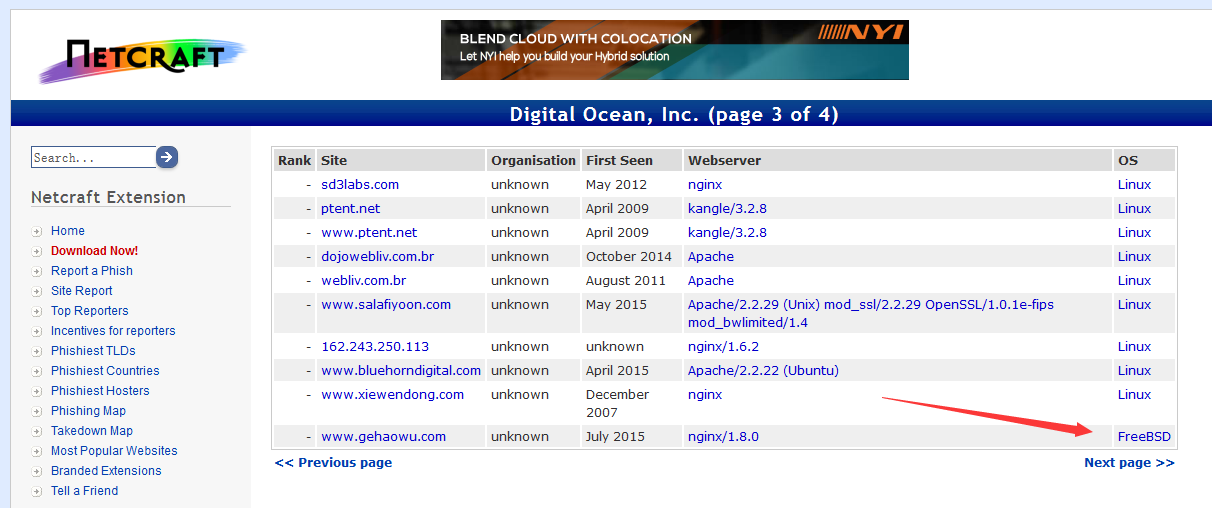 NETCRAFT
BLEND CLOUD WITH COLOCATION
Let NYI help you build your Hybrid solution
NYI
Digital Ocean, Inc. (page 3 of 4)
Search...
Netcraft Extension
Home
Download Now!
Report a Phish
Site Report
Top Reporters
Incentives for reporters
Phishiest TLDs
Phishiest Countries
Phishiest Hosters
Phishing Map
Takedown Map
Most Popular Websites
Branded Extensions
Tell a Friend
Rank Site Organisation First Seen Webserver OS
- sd3labs.com unknown May 2012 nginx Linux
- ptent.net unknown April 2009 kangle/3.2.8 Linux
- www.ptent.net unknown April 2009 kangle/3.2.8 Linux
- dojowebliv.com.br unknown October 2014 Apache Linux
- webliv.com.br unknown August 2011 Apache Linux
- www.salafiyoon.com unknown May 2015 Apache/2.2.29 (Unix) mod_ssl/2.2.29 OpenSSL/1.0.1e-fips Linux
mod_bwlimited/1.4
- 162.243.250.113 unknown unknown nginx/1.6.2 Linux
- www.bluehorndigital.com unknown April 2015 Apache/2.2.22 (Ubuntu) Linux
- www.xiewendong.com unknown December nginx Linux
2007
- www.gehaowu.com unknown July 2015 nginx/1.8.0 FreeBSD
<< Previous page Next page >>